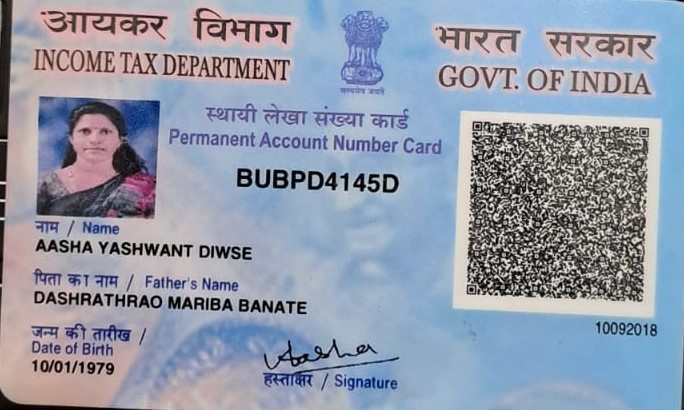 आयकर विभाग
INCOME TAX DEPARTMENT
सत्यमेव जयते
भारत सरकार
GOVT. OF INDIA
स्थायी लेखा संख्या कार्ड
Permanent Account Number Card
BUBPD4145D
नाम / Name
AASHA YASHWANT DIWSE
पिता का नाम / Father's Name
DASHRATHRAO MARIBA BANATE
जन्म की तारीख /
Date of Birth
10/01/1979
Aasha
हस्ताक्षर / Signature
10092018